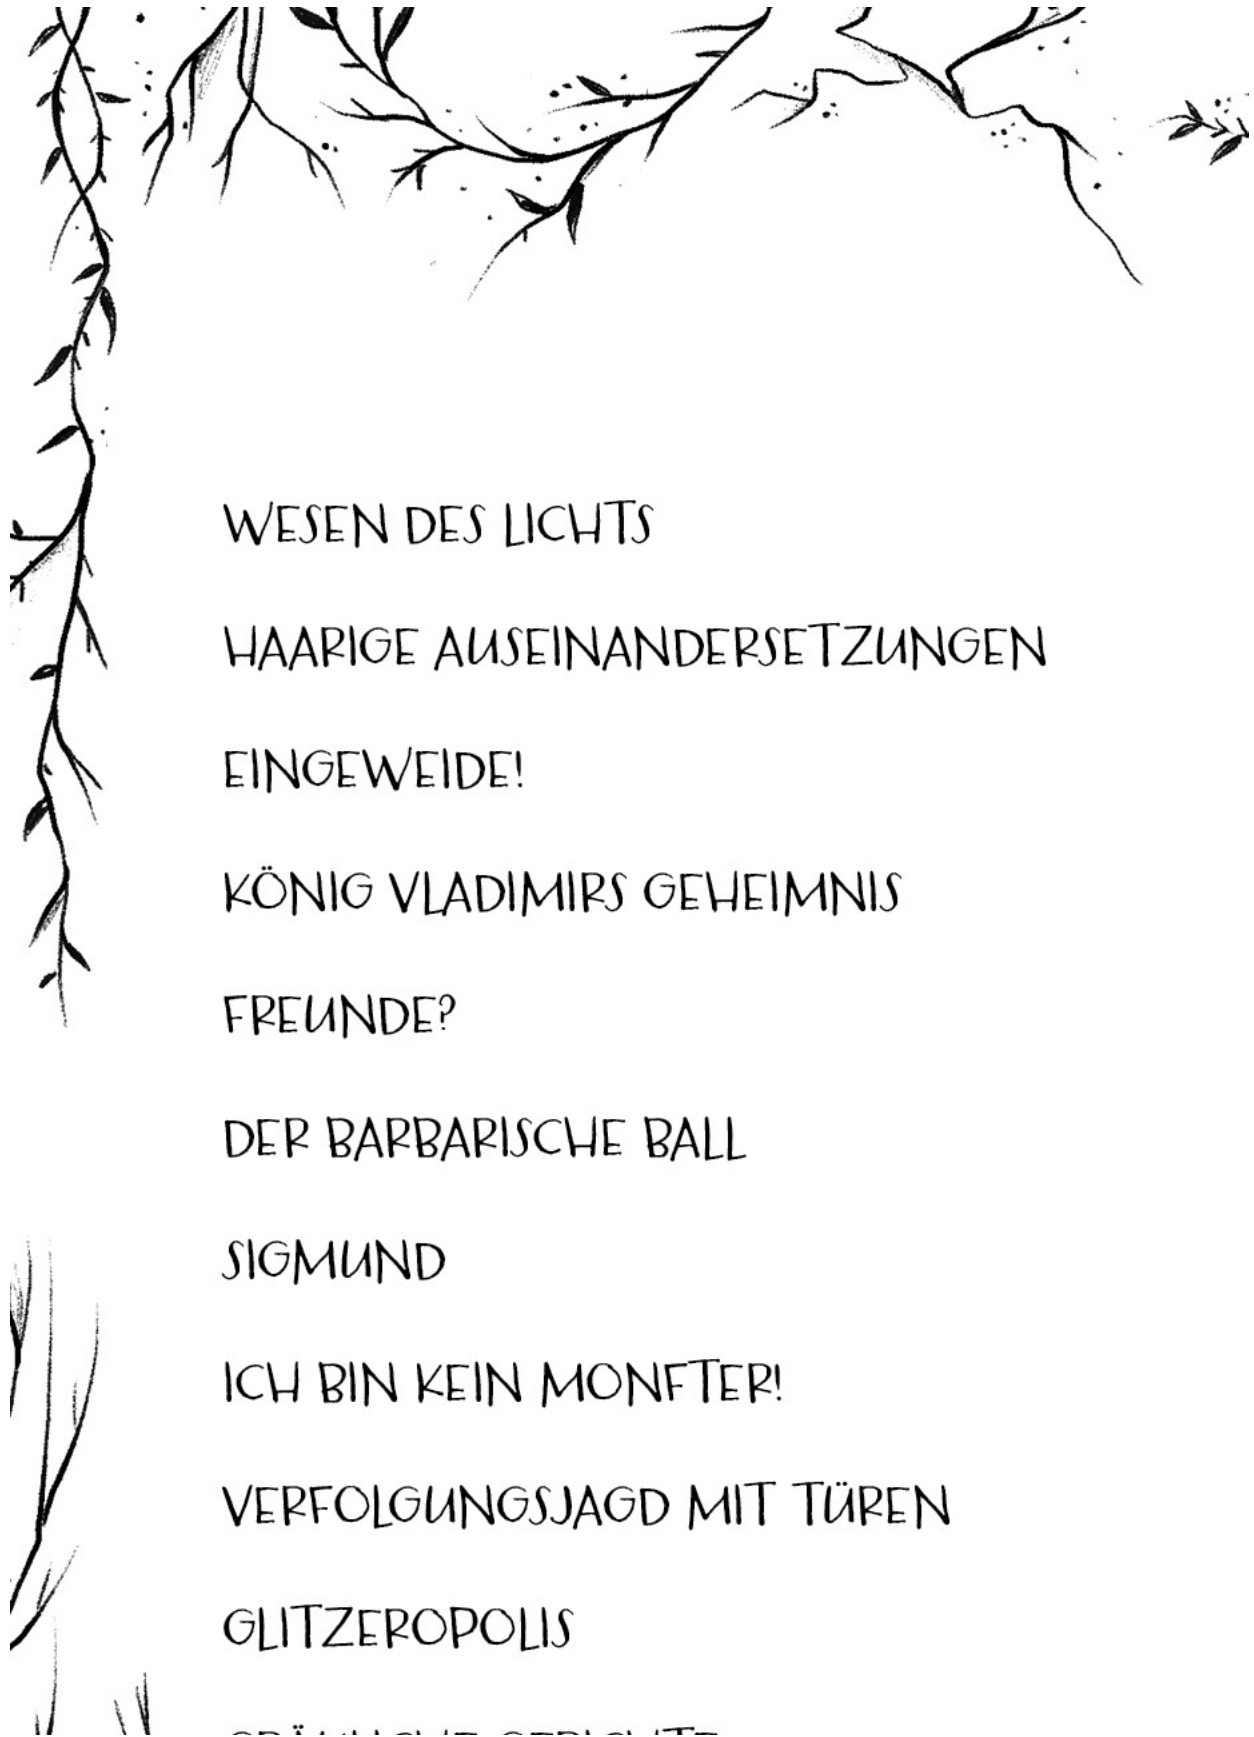 WESEN DES LICHTS
HAARIGE AUSEINANDERSETZUNGEN
EINGEWEIDE!
KÖNIG VLADIMIRS GEHEIMNIS
FREUNDE?
DER BARBARISCHE BALL
SIGMUND
ICH BIN KEIN MONFTER!
VERFOLGUNGSJAGD MIT TÜREN
GLITZEROPOLIS